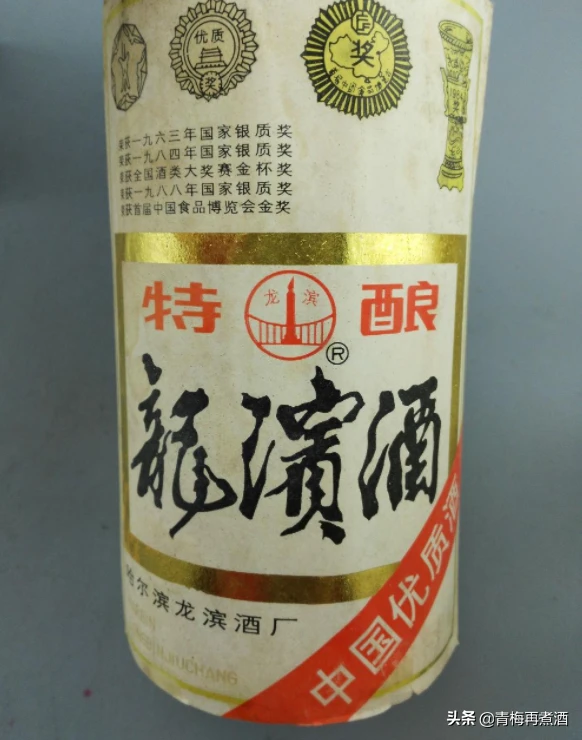 优质
奖
奖
荣获一九六三年国家银质奖
荣获一九八四年国家银质奖
荣获全国酒类大奖赛金杯奖
荣获一九八八年国家银质奖
荣获首届中国食品博览会金奖
特 龙滨 酿
®
龍濱酒
哈尔滨龙滨酒厂
JIUCHANG
中国优质酒
头条 @青梅再煮酒